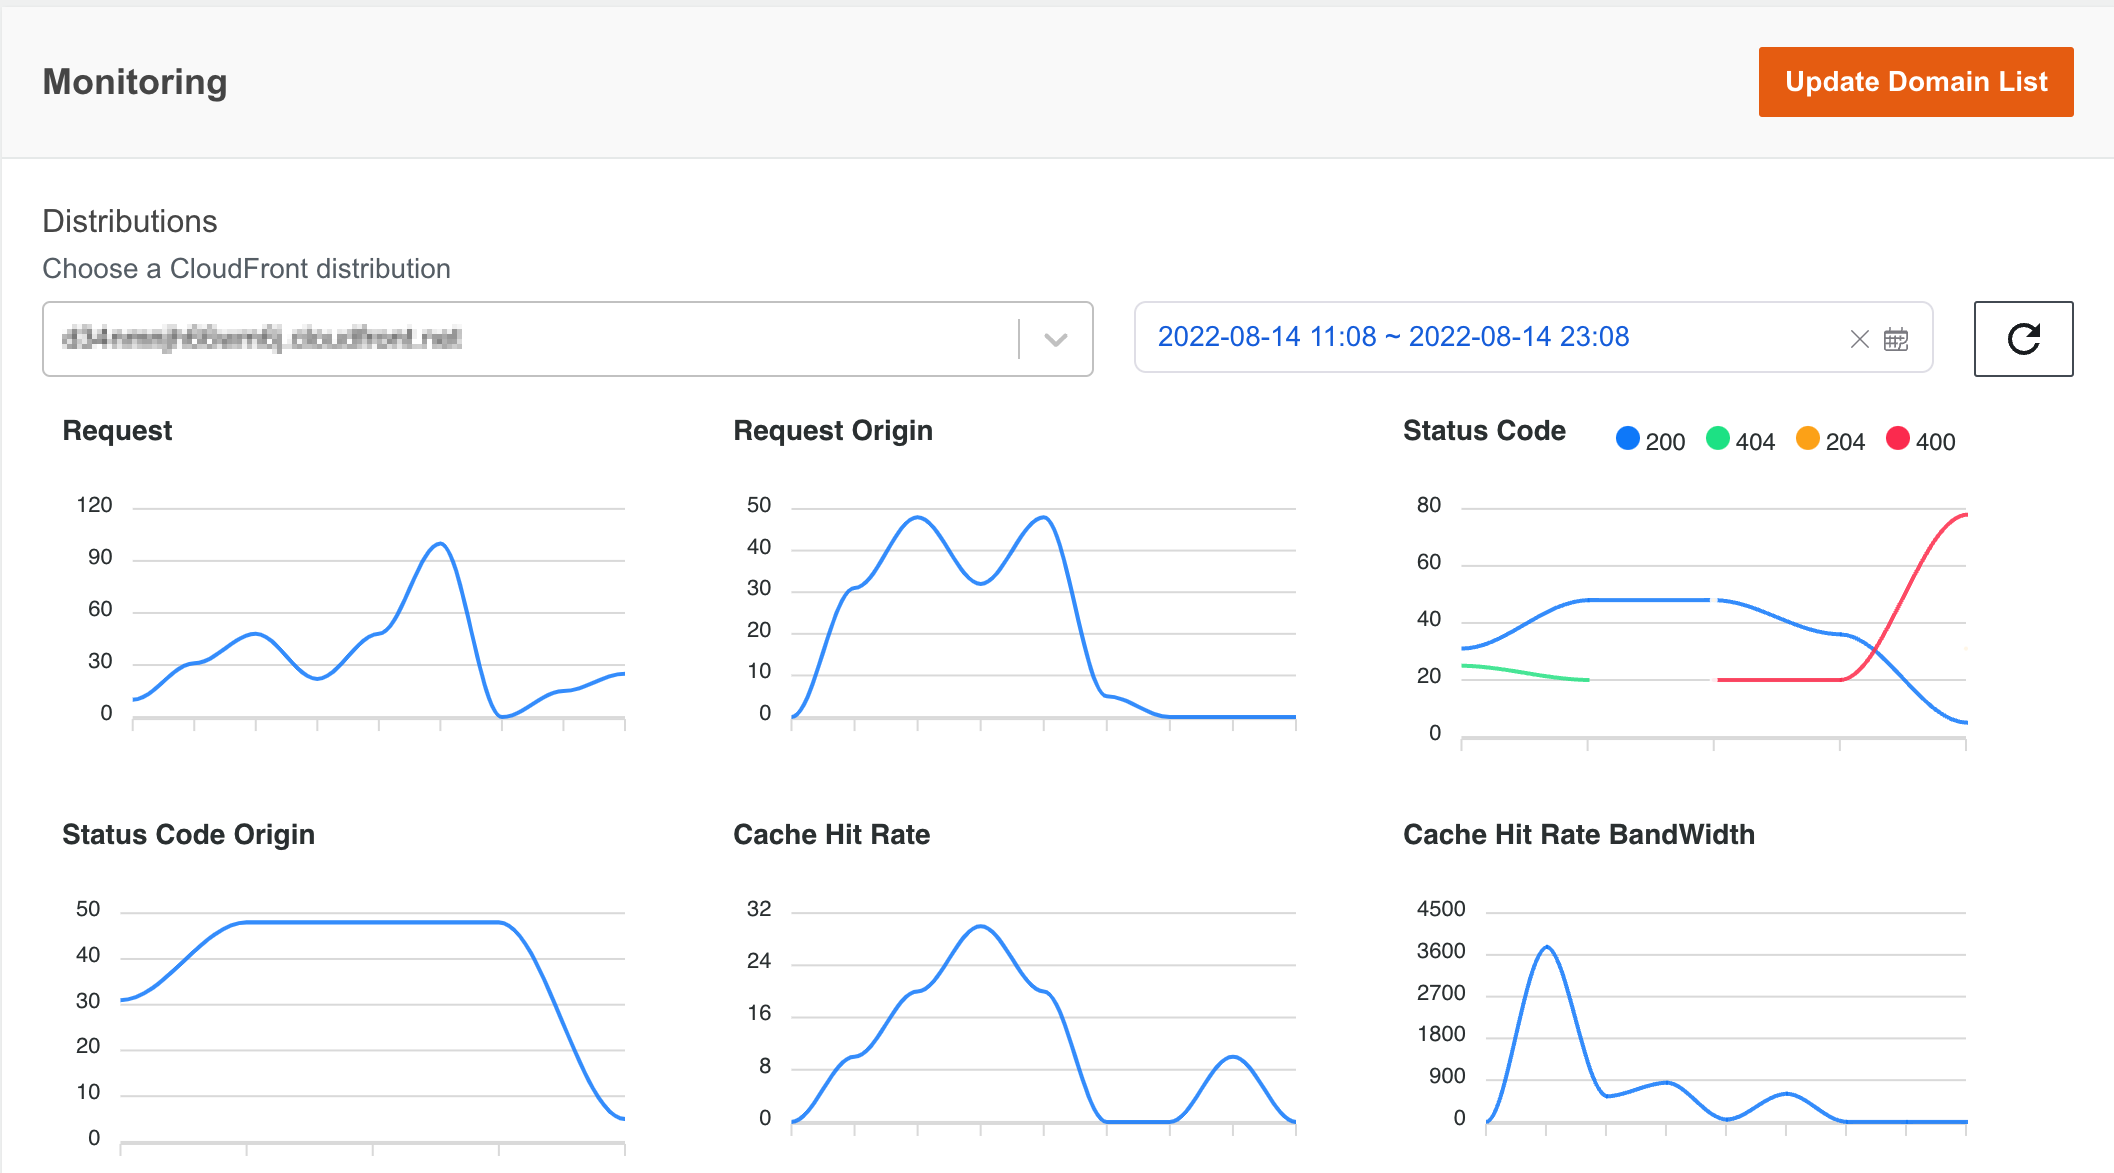 Monitoring
Update Domain List
Distributions
Choose a CloudFront distribution
2022-08-14 11:08 ~ 2022-08-14 23:08
Request
120
90
60
30
0
Request Origin
50
40
30
20
10
0
Status Code
200 404 204 400
80
60
40
20
0
Status Code Origin
50
40
30
20
10
0
Cache Hit Rate
32
24
16
8
0
Cache Hit Rate BandWidth
4500
3600
2700
1800
900
0